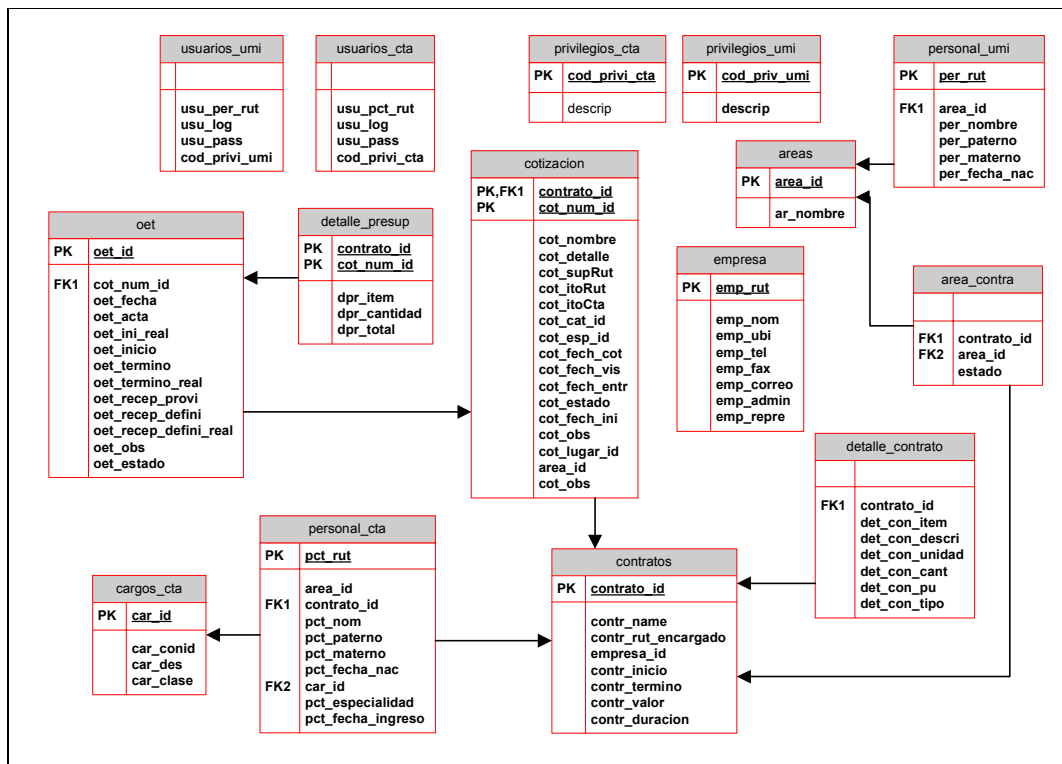 usuarios_umi
usu_per_rut
usu_log
usu_pass
cod_privi_umi
usuarios_cta
usu_pct_rut
usu_log
usu_pass
cod_privi_cta
privilegios_cta
PK cod_privi_cta
descrip
privilegios_umi
PK cod_priv_umi
descrip
personal_umi
PK per_rut
FK1 area_id
per_nombre
per_paterno
per_materno
per_fecha_nac
cotizacion
PK,FK1 contrato_id
PK cot_num_id
cot_nombre
cot_detalle
cot_supRut
cot_itoRut
cot_itoCta
cot_cat_id
cot_esp_id
cot_fech_cot
cot_fech_vis
cot_fech_entr
cot_estado
cot_fech_ini
cot_obs
cot_lugar_id
area_id
cot_obs
areas
PK area_id
ar_nombre
oet
PK oet_id
FK1 cot_num_id
oet_fecha
oet_acta
oet_ini_real
oet_inicio
oet_termino
oet_termino_real
oet_recep_provi
oet_recep_defini
oet_recep_defini_real
oet_obs
oet_estado
detalle_presup
PK contrato_id
PK cot_num_id
dpr_item
dpr_cantidad
dpr_total
empresa
PK emp_rut
emp_nom
emp_ubi
emp_tel
emp_fax
emp_correo
emp_admin
emp_repre
area_contra
FK1 contrato_id
FK2 area_id
estado
detalle_contrato
FK1 contrato_id
det_con_item
det_con_descri
det_con_unidad
det_con_cant
det_con_pu
det_con_tipo
personal_cta
PK pct_rut
area_id
FK1 contrato_id
pct_nom
pct_paterno
pct_materno
pct_fecha_nac
FK2 car_id
pct_especialidad
pct_fecha_ingreso
contratos
PK contrato_id
contr_name
contr_rut_encargado
empresa_id
contr_inicio
contr_termino
contr_valor
contr_duracion
cargos_cta
PK car_id
car_conid
car_des
car_clase